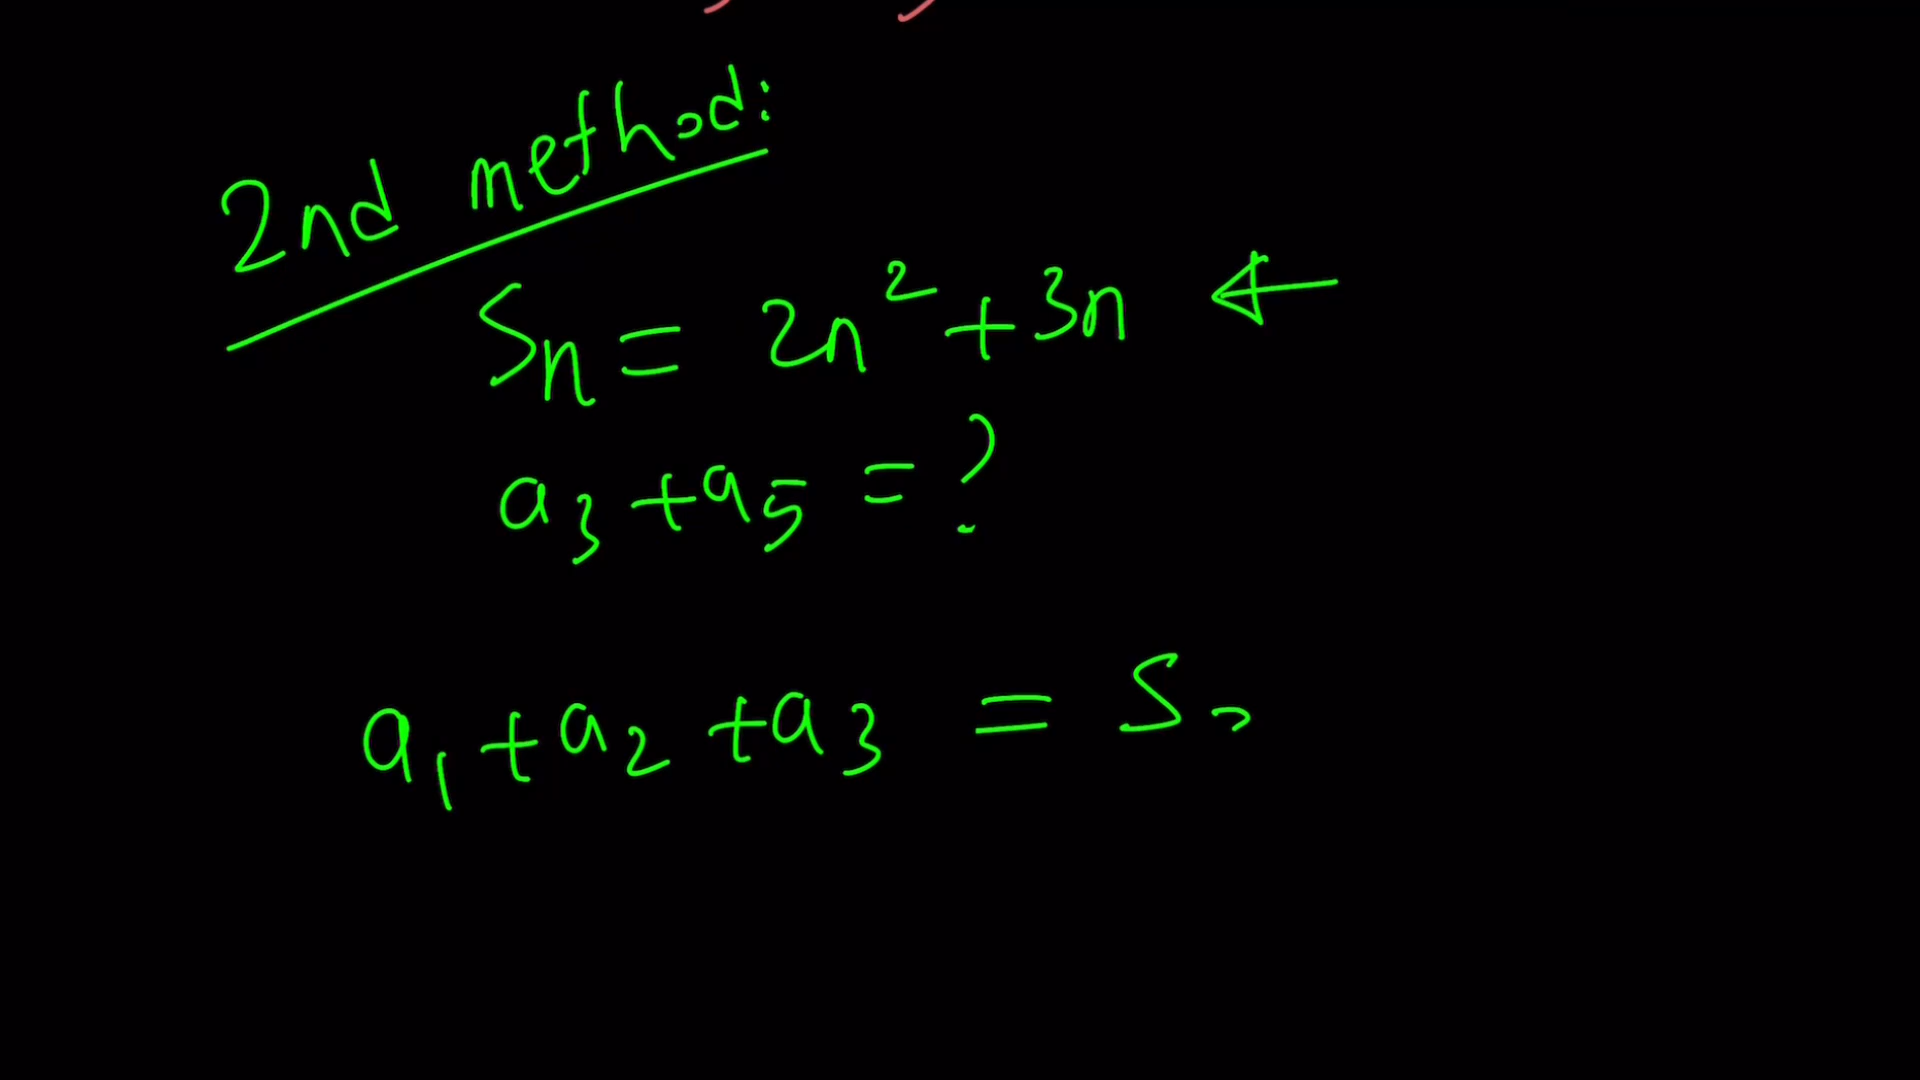 2nd method:
Sn = 2n² + 3n ←
a₃ + a₅ = ?
a₁ + a₂ + a₃ = S